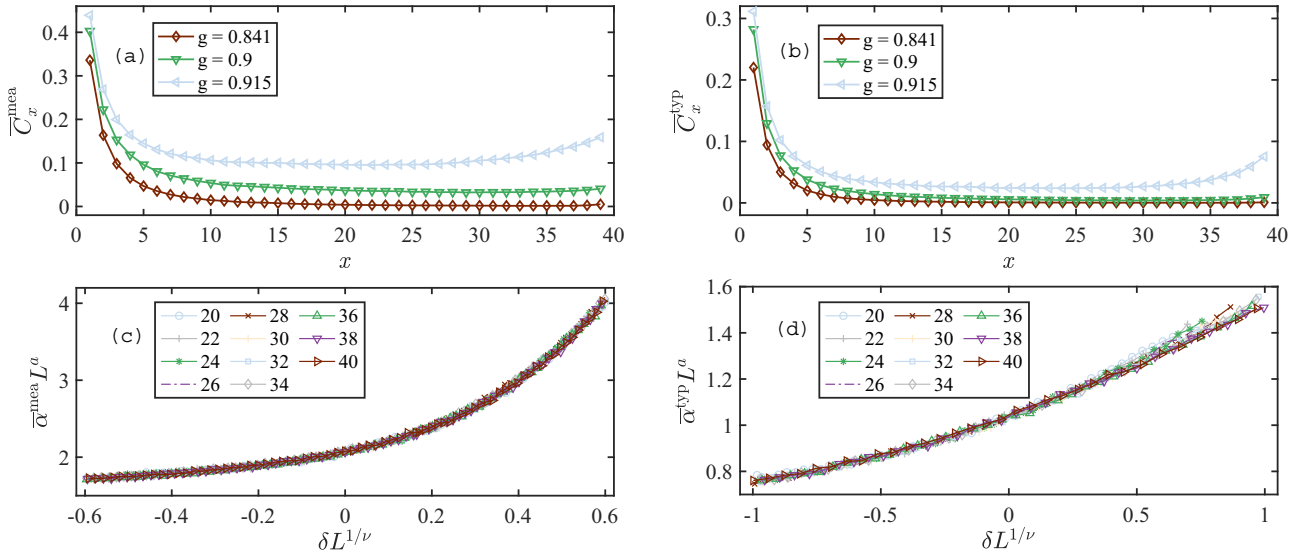 (a)
g = 0.841
g = 0.9
g = 0.915
0.4
0.3
0.2
0.1
0
0 5 10 15 20 25 30 35 40
x
C̅ₓᵐᵉᵃ
(b)
g = 0.841
g = 0.9
g = 0.915
0.3
0.2
0.1
0
0 5 10 15 20 25 30 35 40
x
C̅ₓᵗʸᵖ
(c)
20 28 36
22 30 38
24 32 40
26 34
4
3
2
-0.6 -0.4 -0.2 0 0.2 0.4 0.6
δL^{1/ν}
α̅ᵐᵉᵃLᵃ
(d)
20 28 36
22 30 38
24 32 40
26 34
1.6
1.4
1.2
1
0.8
-1 -0.5 0 0.5 1
δL^{1/ν}
α̅ᵗʸᵖLᵃ